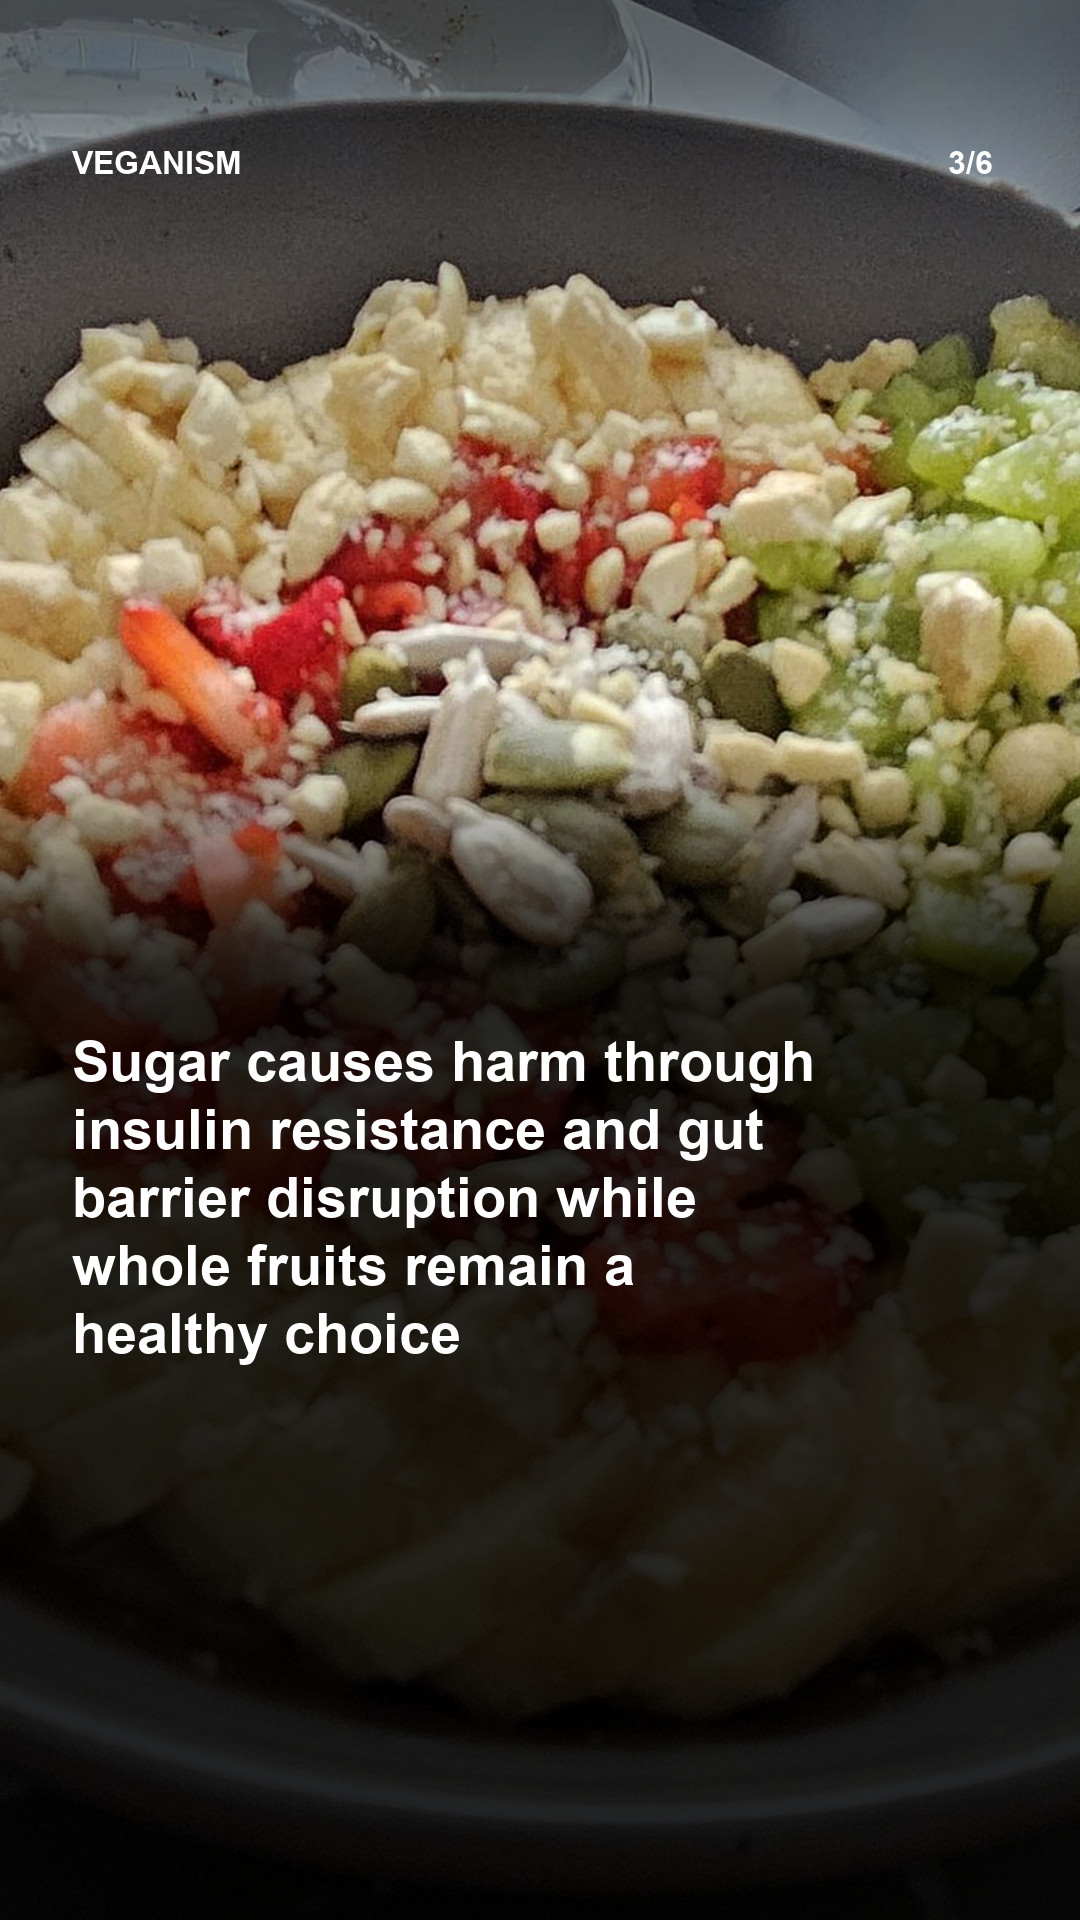 VEGANISM
3/6
Sugar causes harm through
insulin resistance and gut
barrier disruption while
whole fruits remain a
healthy choice